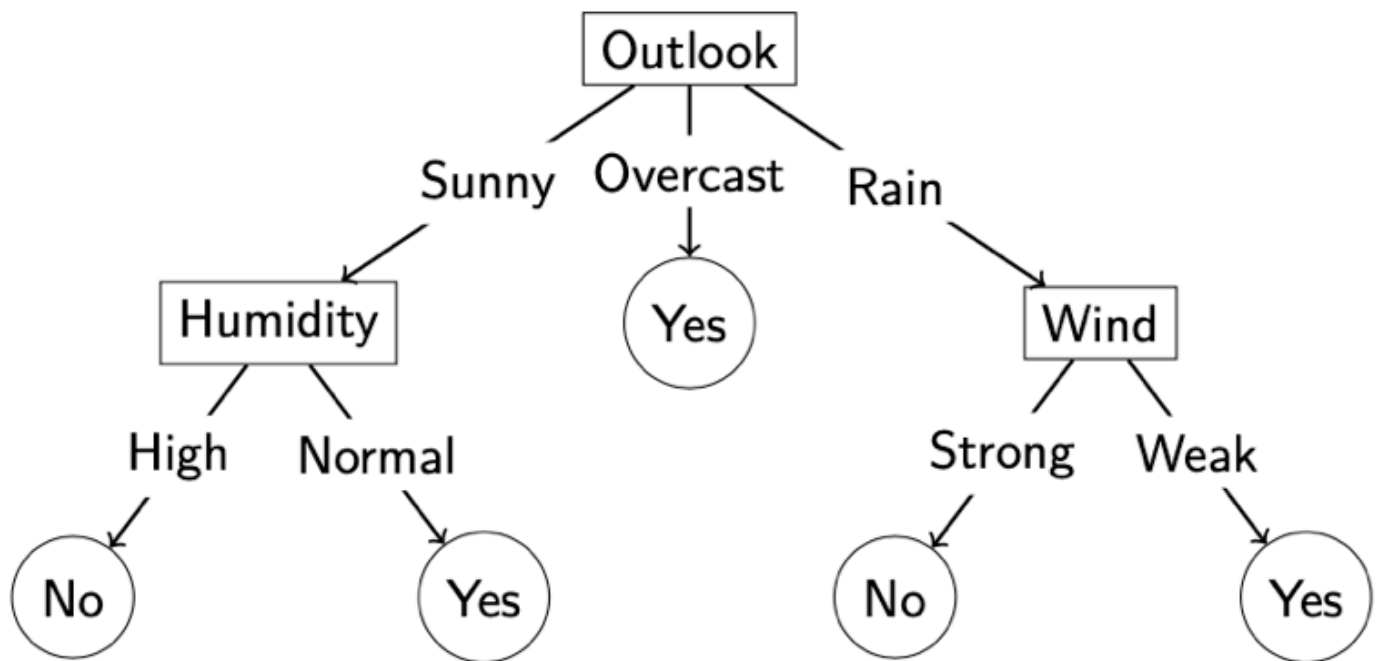 Outlook
Sunny Overcast Rain
Humidity Yes Wind
High Normal Strong Weak
No Yes No Yes